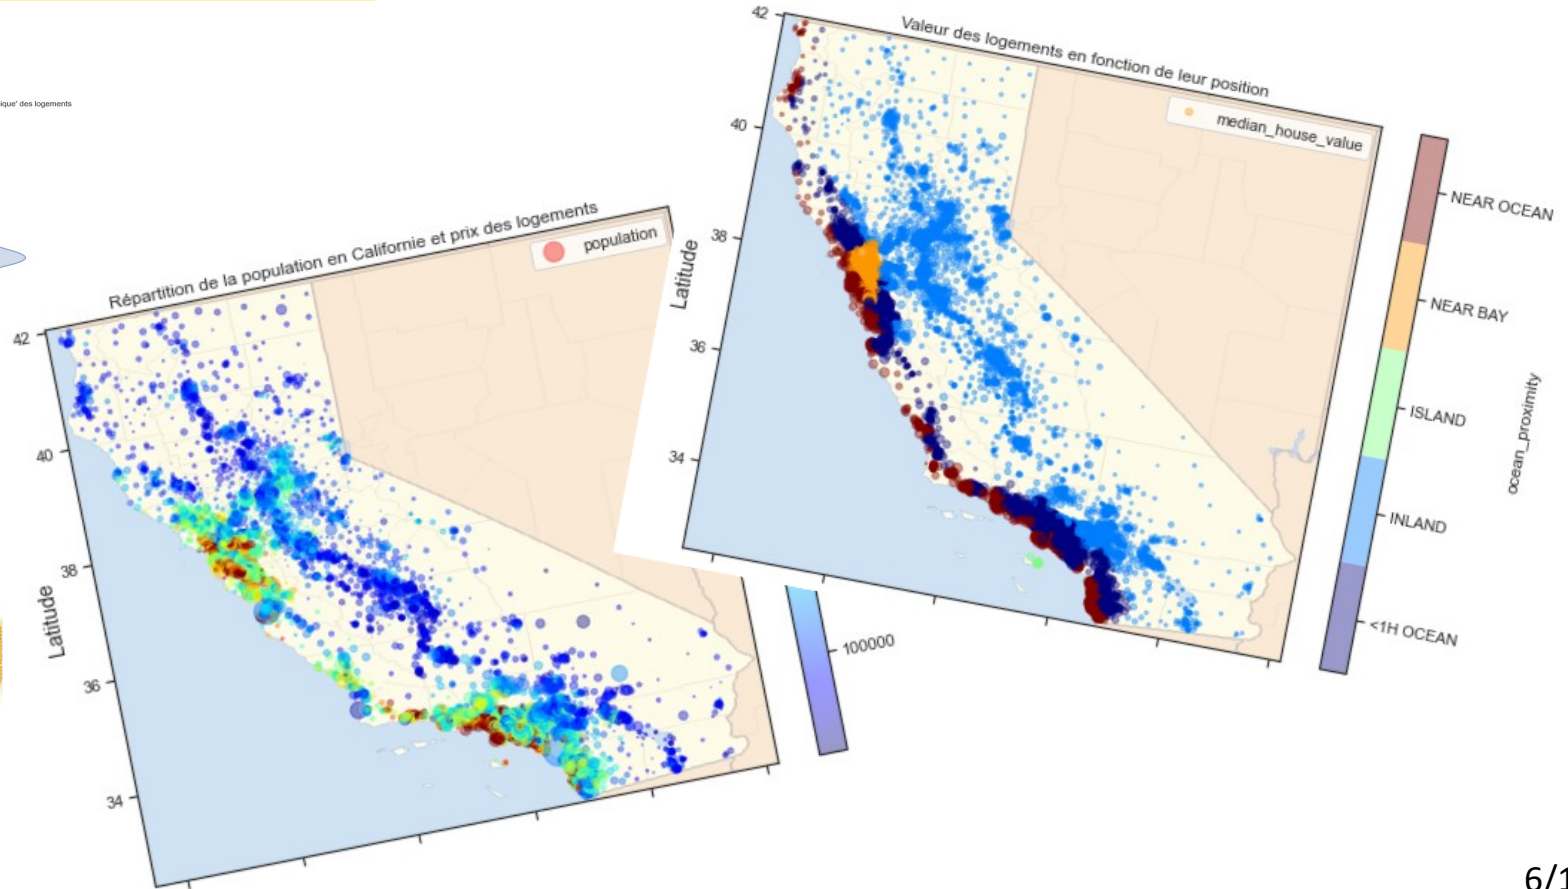 ique' des logements
Répartition de la population en Californie et prix des logements
population
42
40
38
36
34
Latitude
100000
Valeur des logements en fonction de leur position
median_house_value
42
40
38
36
34
Latitude
NEAR OCEAN
NEAR BAY
ISLAND
INLAND
<1H OCEAN
ocean_proximity
6/1